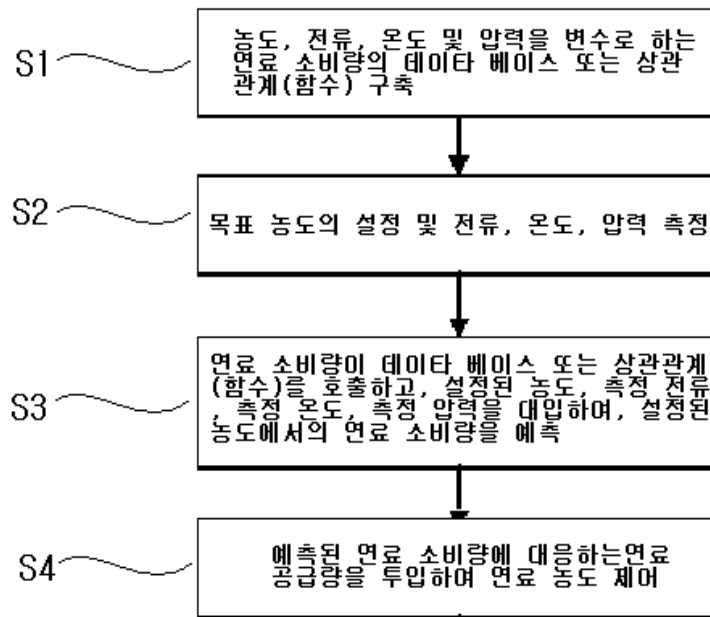 S1
농도, 전류, 온도 및 압력을 변수로 하는
연료 소비량의 데이타 베이스 또는 상관
관계(함수) 구축
S2
목표 농도의 설정 및 전류, 온도, 압력 측정
S3
연료 소비량이 데이타 베이스 또는 상관관계
(함수)를 호출하고, 설정된 농도, 측정 전류
, 측정 온도, 측정 압력을 대입하여, 설정된
농도에서의 연료 소비량을 예측
S4
예측된 연료 소비량에 대응하는연료
공급량을 투입하여 연료 농도 제어